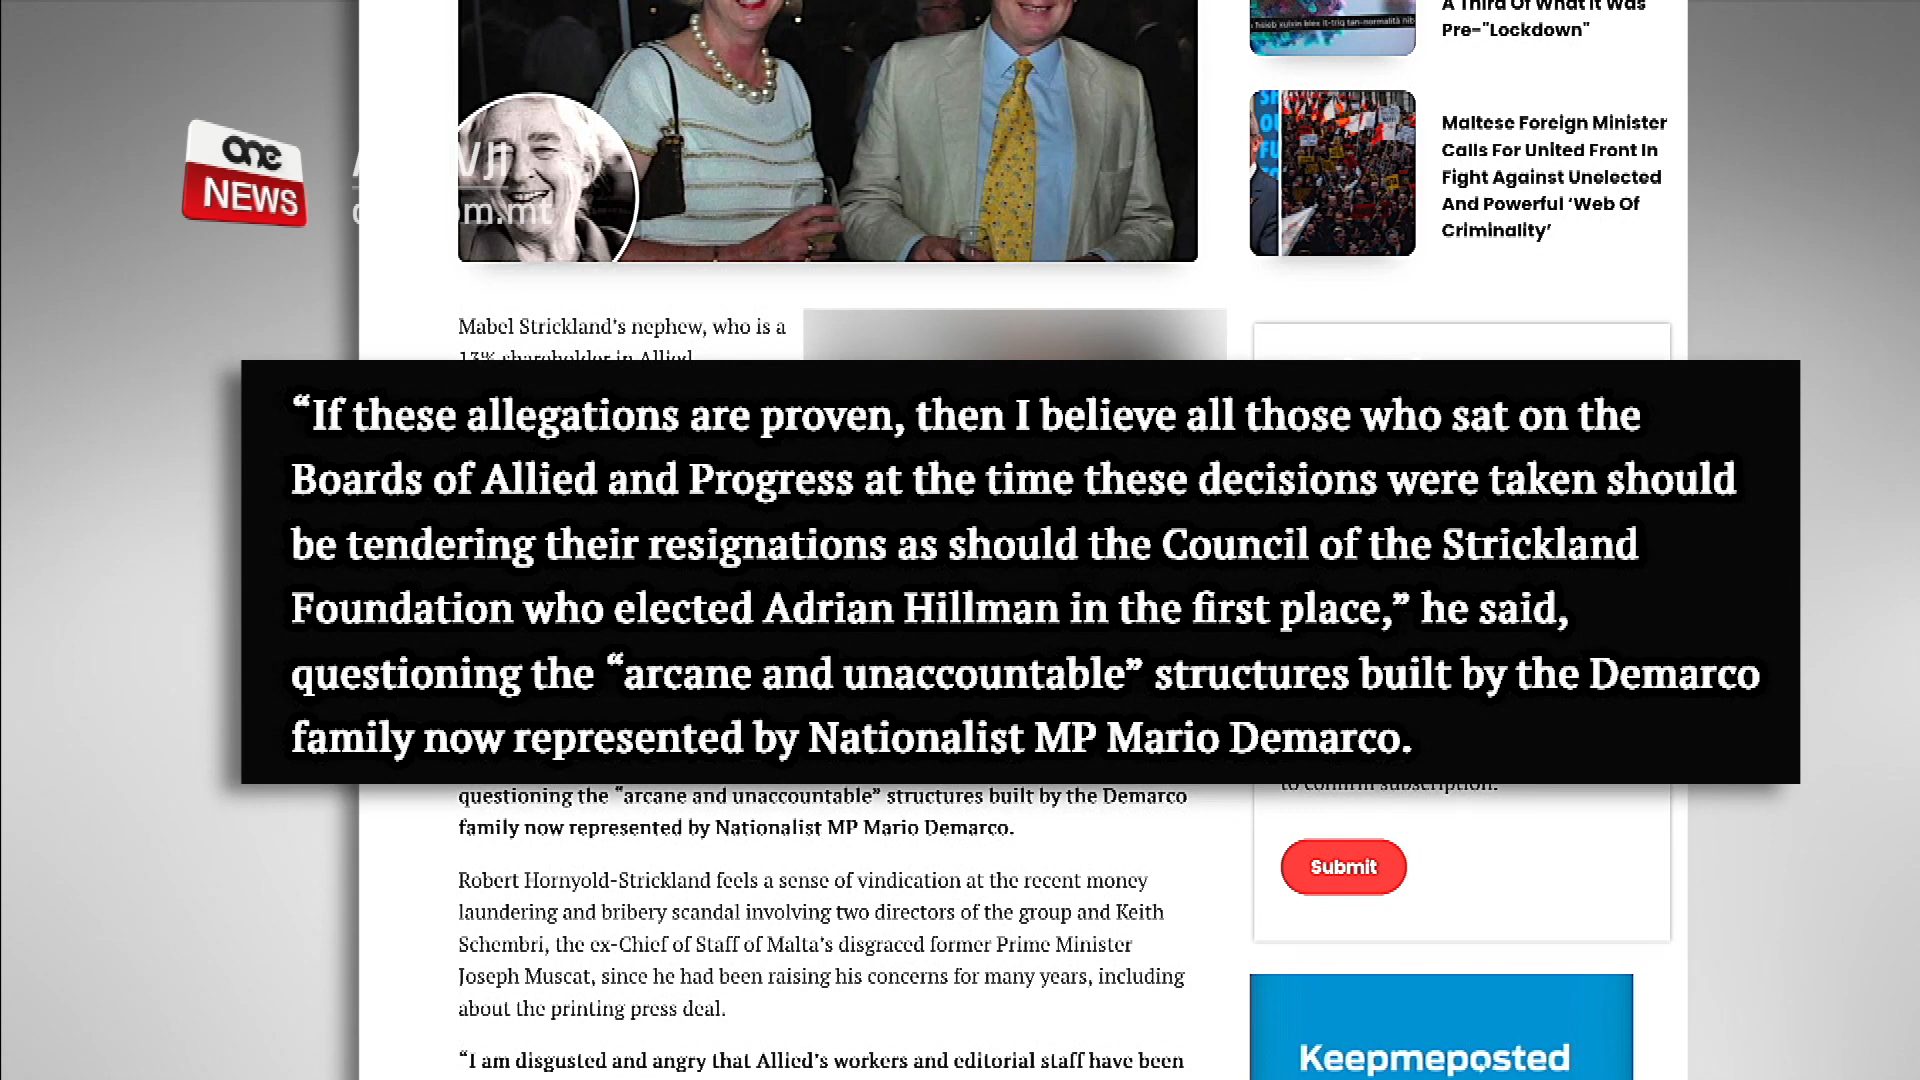 A Third Of What It Was
Pre-"Lockdown"
one
NEWS
Maltese Foreign Minister
Calls For United Front In
Fight Against Unelected
And Powerful ‘Web Of
Criminality’
Mabel Strickland’s nephew, who is a
13% shareholder in Allied
“If these allegations are proven, then I believe all those who sat on the
Boards of Allied and Progress at the time these decisions were taken should
be tendering their resignations as should the Council of the Strickland
Foundation who elected Adrian Hillman in the first place,” he said,
questioning the “arcane and unaccountable” structures built by the Demarco
family now represented by Nationalist MP Mario Demarco.
to confirm subscription.
questioning the “arcane and unaccountable” structures built by the Demarco
family now represented by Nationalist MP Mario Demarco.
Submit
Robert Hornyold-Strickland feels a sense of vindication at the recent money
laundering and bribery scandal involving two directors of the group and Keith
Schembri, the ex-Chief of Staff of Malta’s disgraced former Prime Minister
Joseph Muscat, since he had been raising his concerns for many years, including
about the printing press deal.
“I am disgusted and angry that Allied’s workers and editorial staff have been
Keepmeposted